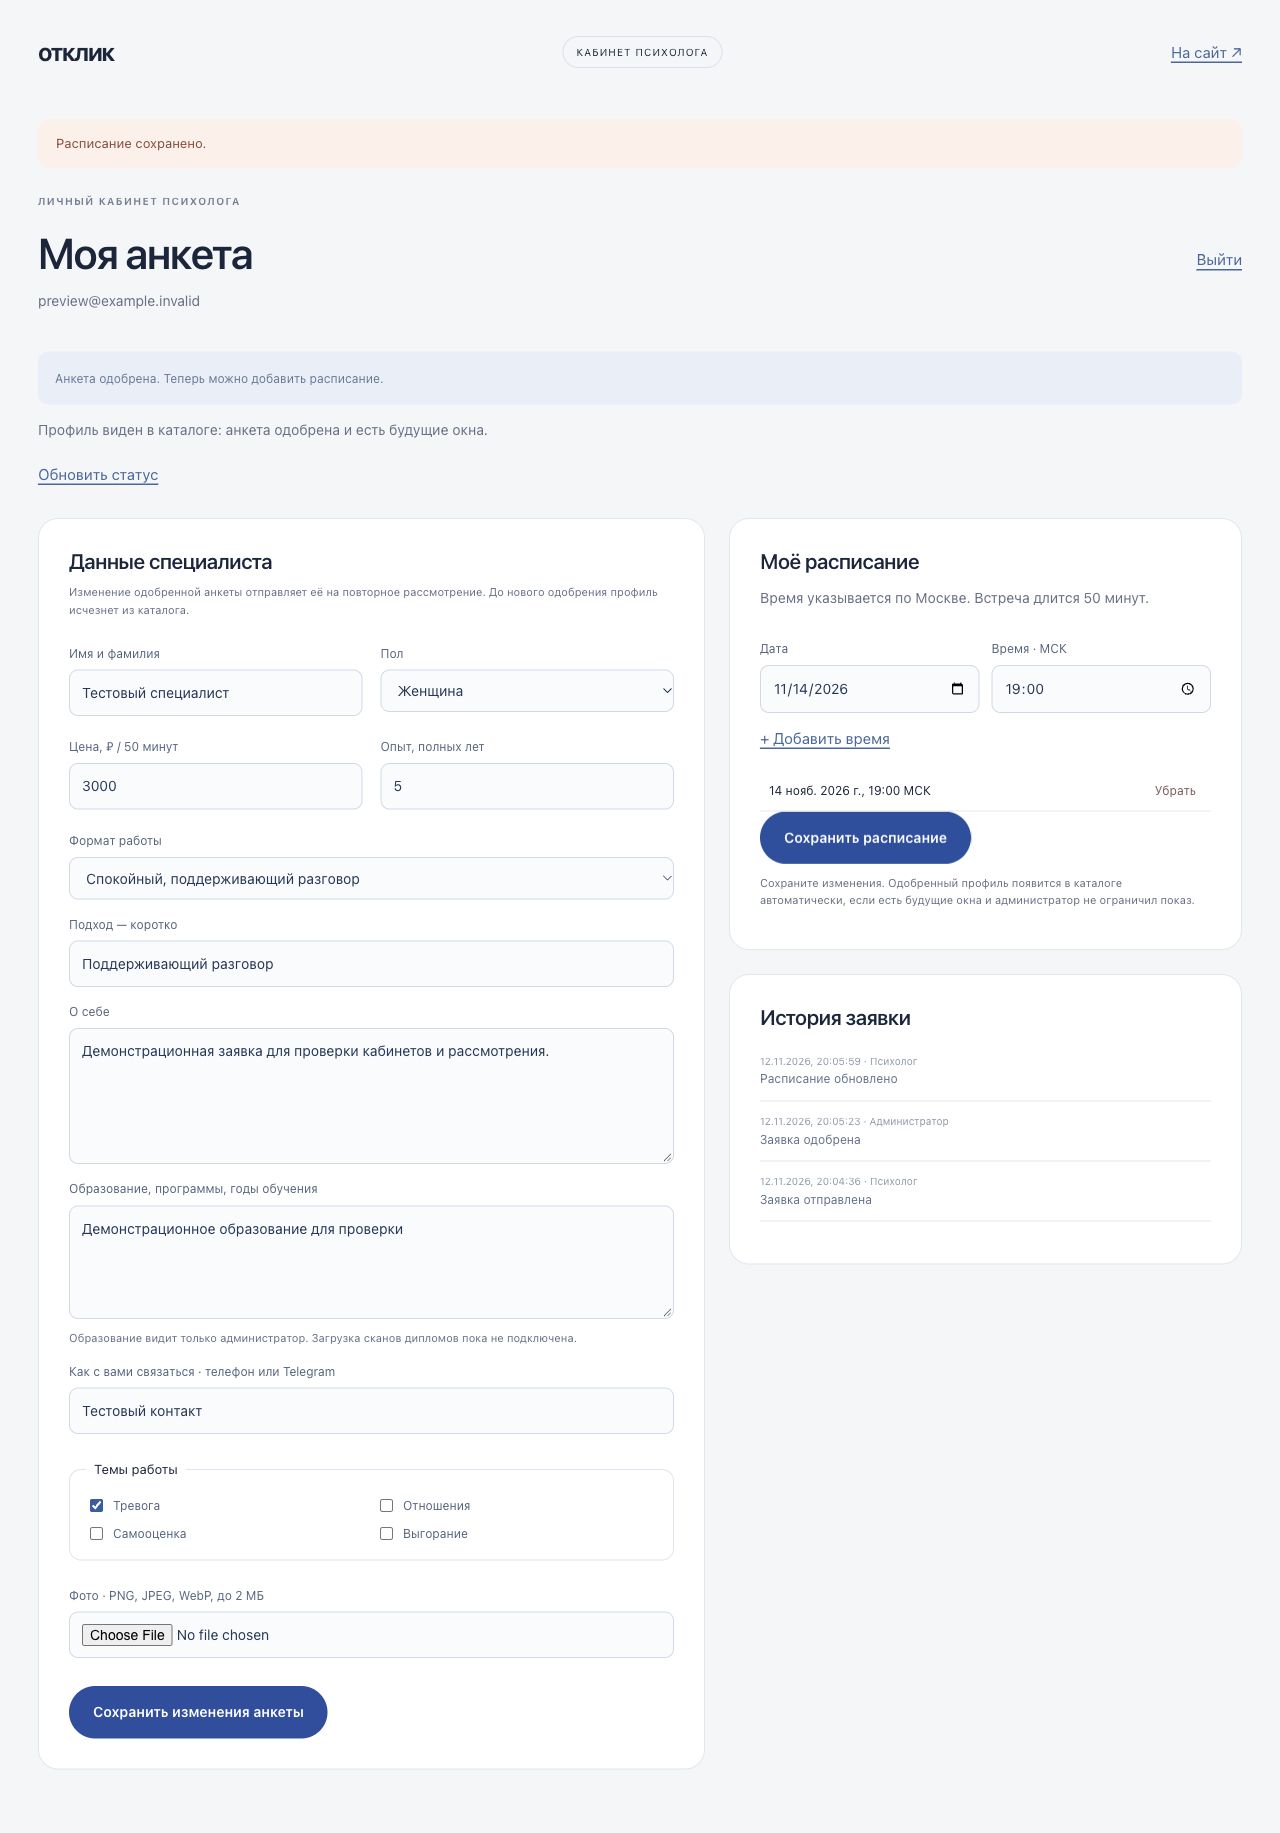 отклик
КАБИНЕТ ПСИХОЛОГА
На сайт ↗
Расписание сохранено.
ЛИЧНЫЙ КАБИНЕТ ПСИХОЛОГА
Моя анкета
Выйти
preview@example.invalid
Анкета одобрена. Теперь можно добавить расписание.
Профиль виден в каталоге: анкета одобрена и есть будущие окна.
Обновить статус
Данные специалиста
Изменение одобренной анкеты отправляет её на повторное рассмотрение. До нового одобрения профиль
исчезнет из каталога.
Имя и фамилия
Тестовый специалист
Пол
Женщина
Цена, ₽ / 50 минут
3000
Опыт, полных лет
5
Формат работы
Спокойный, поддерживающий разговор
Подход — коротко
Поддерживающий разговор
О себе
Демонстрационная заявка для проверки кабинетов и рассмотрения.
Образование, программы, годы обучения
Демонстрационное образование для проверки
Образование видит только администратор. Загрузка сканов дипломов пока не подключена.
Как с вами связаться · телефон или Telegram
Тестовый контакт
Темы работы
Тревога
Отношения
Самооценка
Выгорание
Фото · PNG, JPEG, WebP, до 2 МБ
Choose File No file chosen
Сохранить изменения анкеты
Моё расписание
Время указывается по Москве. Встреча длится 50 минут.
Дата
11/14/2026
Время · МСК
19:00
+ Добавить время
14 нояб. 2026 г., 19:00 МСК
Убрать
Сохранить расписание
Сохраните изменения. Одобренный профиль появится в каталоге
автоматически, если есть будущие окна и администратор не ограничил показ.
История заявки
12.11.2026, 20:05:59 · Психолог
Расписание обновлено
12.11.2026, 20:05:23 · Администратор
Заявка одобрена
12.11.2026, 20:04:36 · Психолог
Заявка отправлена